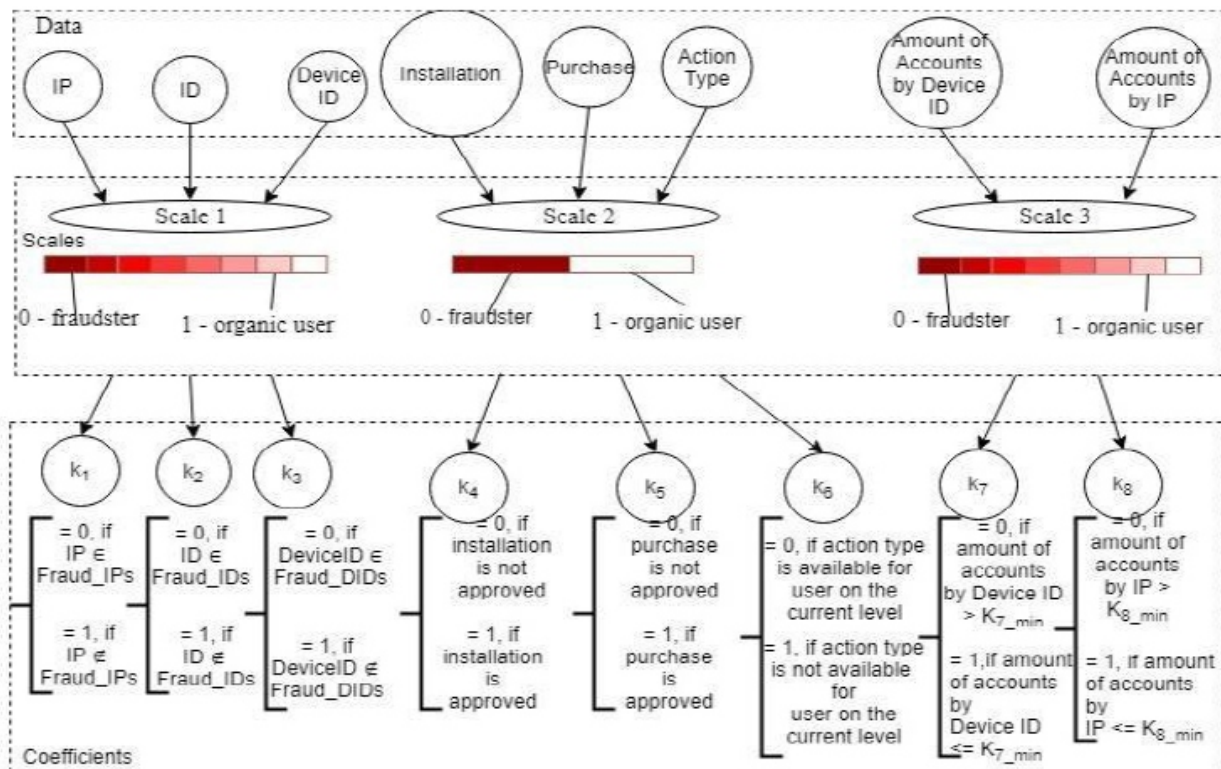 Data
IP
ID
Device
ID
Installation
Purchase
Action
Type
Amount of
Accounts
by Device
ID
Amount of
Accounts
by IP
Scale 1
Scale 2
Scale 3
Scales
0 - fraudster
1 - organic user
0 - fraudster
1 - organic user
0 - fraudster
1 - organic user
k1
= 0, if
IP ∈
Fraud_IPs
= 1, if
IP ∉
Fraud_IPs
k2
= 0, if
ID ∈
Fraud_IDs
= 1, if
ID ∉
Fraud_IDs
k3
= 0, if
DeviceID ∈
Fraud_DIDs
= 1, if
DeviceID ∉
Fraud_DIDs
k4
= 0, if
installation
is not
approved
= 1, if
installation
is
approved
k5
= 0, if
purchase
is not
approved
= 1, if
purchase
is
approved
k6
= 0, if action type
is available for
user on the
current level
= 1, if action type
is not available
for
user on the
current level
k7
= 0, if
amount of
accounts
by Device ID
> K7_min
= 1,if amount
of accounts
by
Device ID
<= K7_min
k8
= 0, if
amount of
accounts
by IP >
K8_min
= 1, if amount
of accounts
by
IP <= K8_min
Coefficients